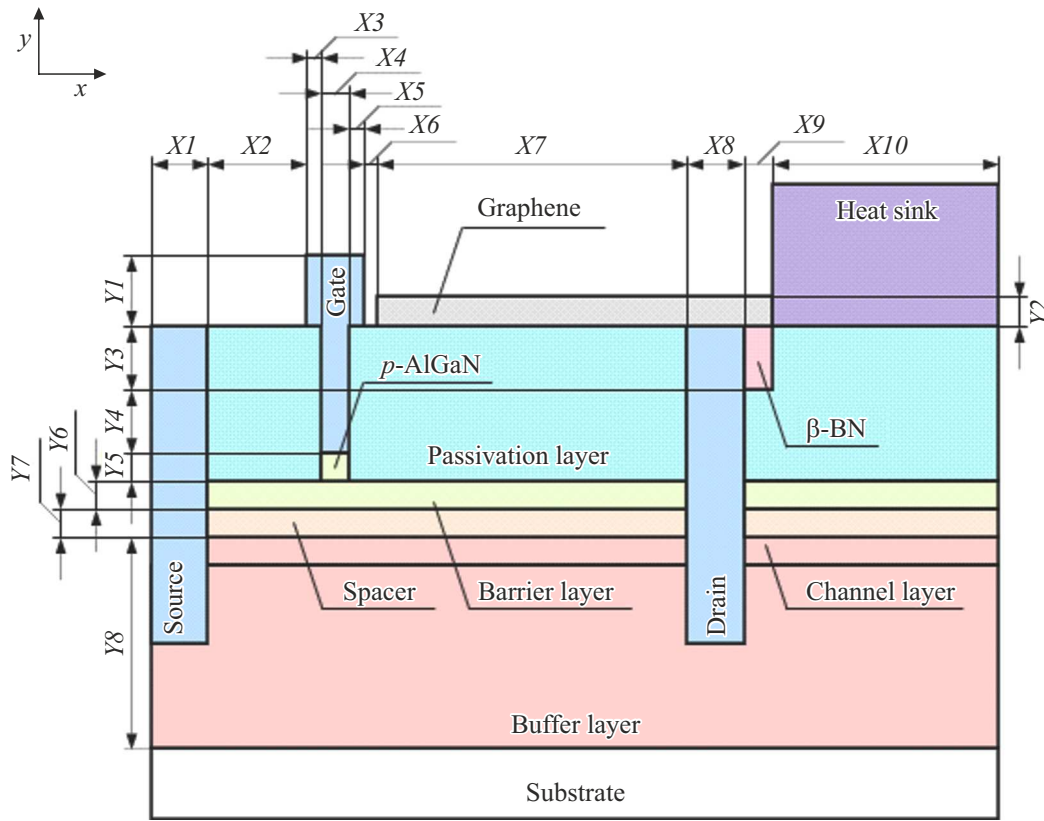 y
x
X3
X4
X5
X6
X9
X1
X2
X7
X8
X10
Graphene
Heat sink
Y1
Gate
Y2
Y3
p-AlGaN
Y4
β-BN
Y6
Y7
Y5
Passivation layer
Source
Spacer
Barrier layer
Drain
Channel layer
Y8
Buffer layer
Substrate